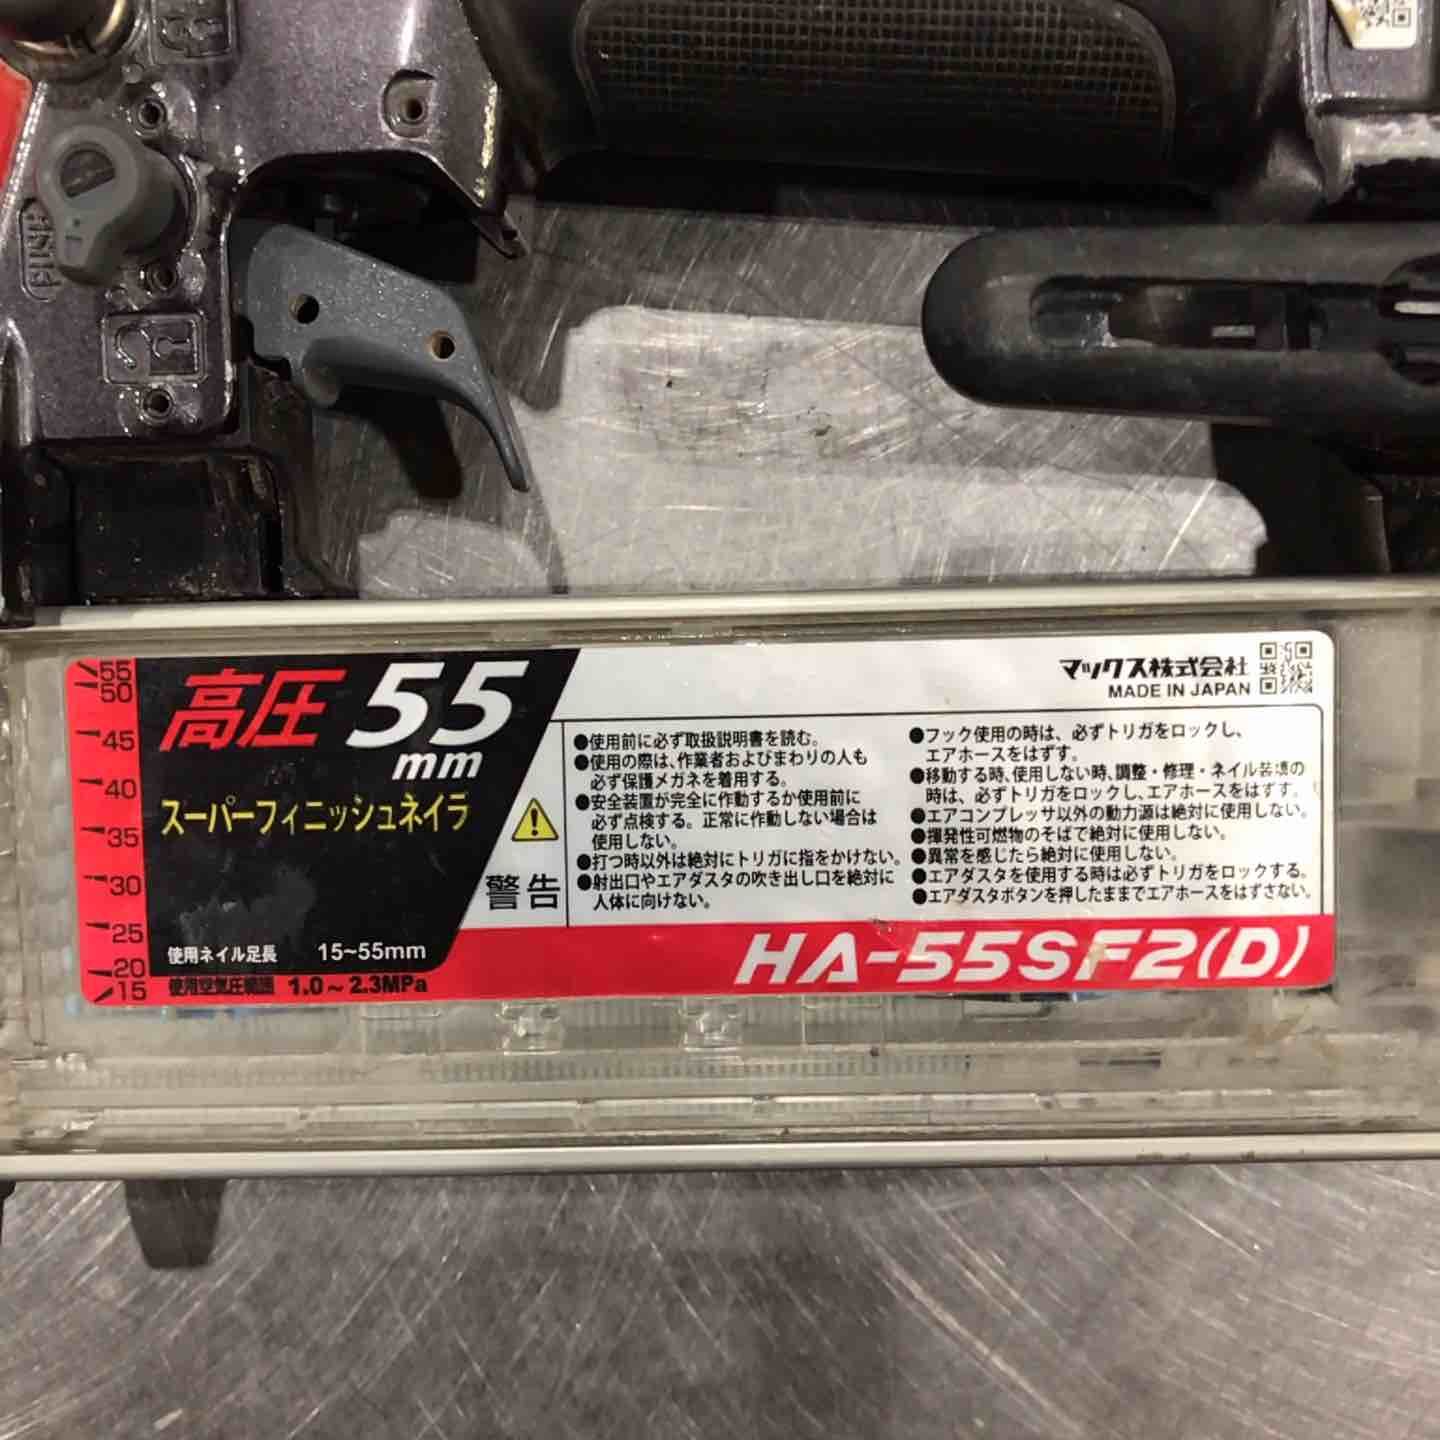 PUSH
55
50
45
40
35
30
25
20
15
高圧 55
mm
スーパーフィニッシュネイラ
使用ネイル足長 15~55mm
使用空気圧範囲 1.0~2.3MPa
警告
●使用前に必ず取扱説明書を読む。
●使用の際は、作業者およびまわりの人も
必ず保護メガネを着用する。
●安全装置が完全に作動するか使用前に
必ず点検する。正常に作動しない場合は
使用しない。
●打つ時以外は絶対にトリガに指をかけない。
●射出口やエアダスタの吹き出し口を絶対に
人体に向けない。
マックス株式会社
MADE IN JAPAN
●フック使用の時は、必ずトリガをロックし、
エアホースをはずす。
●移動する時、使用しない時、調整・修理・ネイル装填の
時は、必ずトリガをロックし、エアホースをはずす。
●エアコンプレッサ以外の動力源は絶対に使用しない。
●揮発性可燃物のそばで絶対に使用しない。
●異常を感じたら絶対に使用しない。
●エアダスタを使用する時は必ずトリガをロックする。
●エアダスタボタンを押したままでエアホースをはずさない。
HA-55SF2(D)